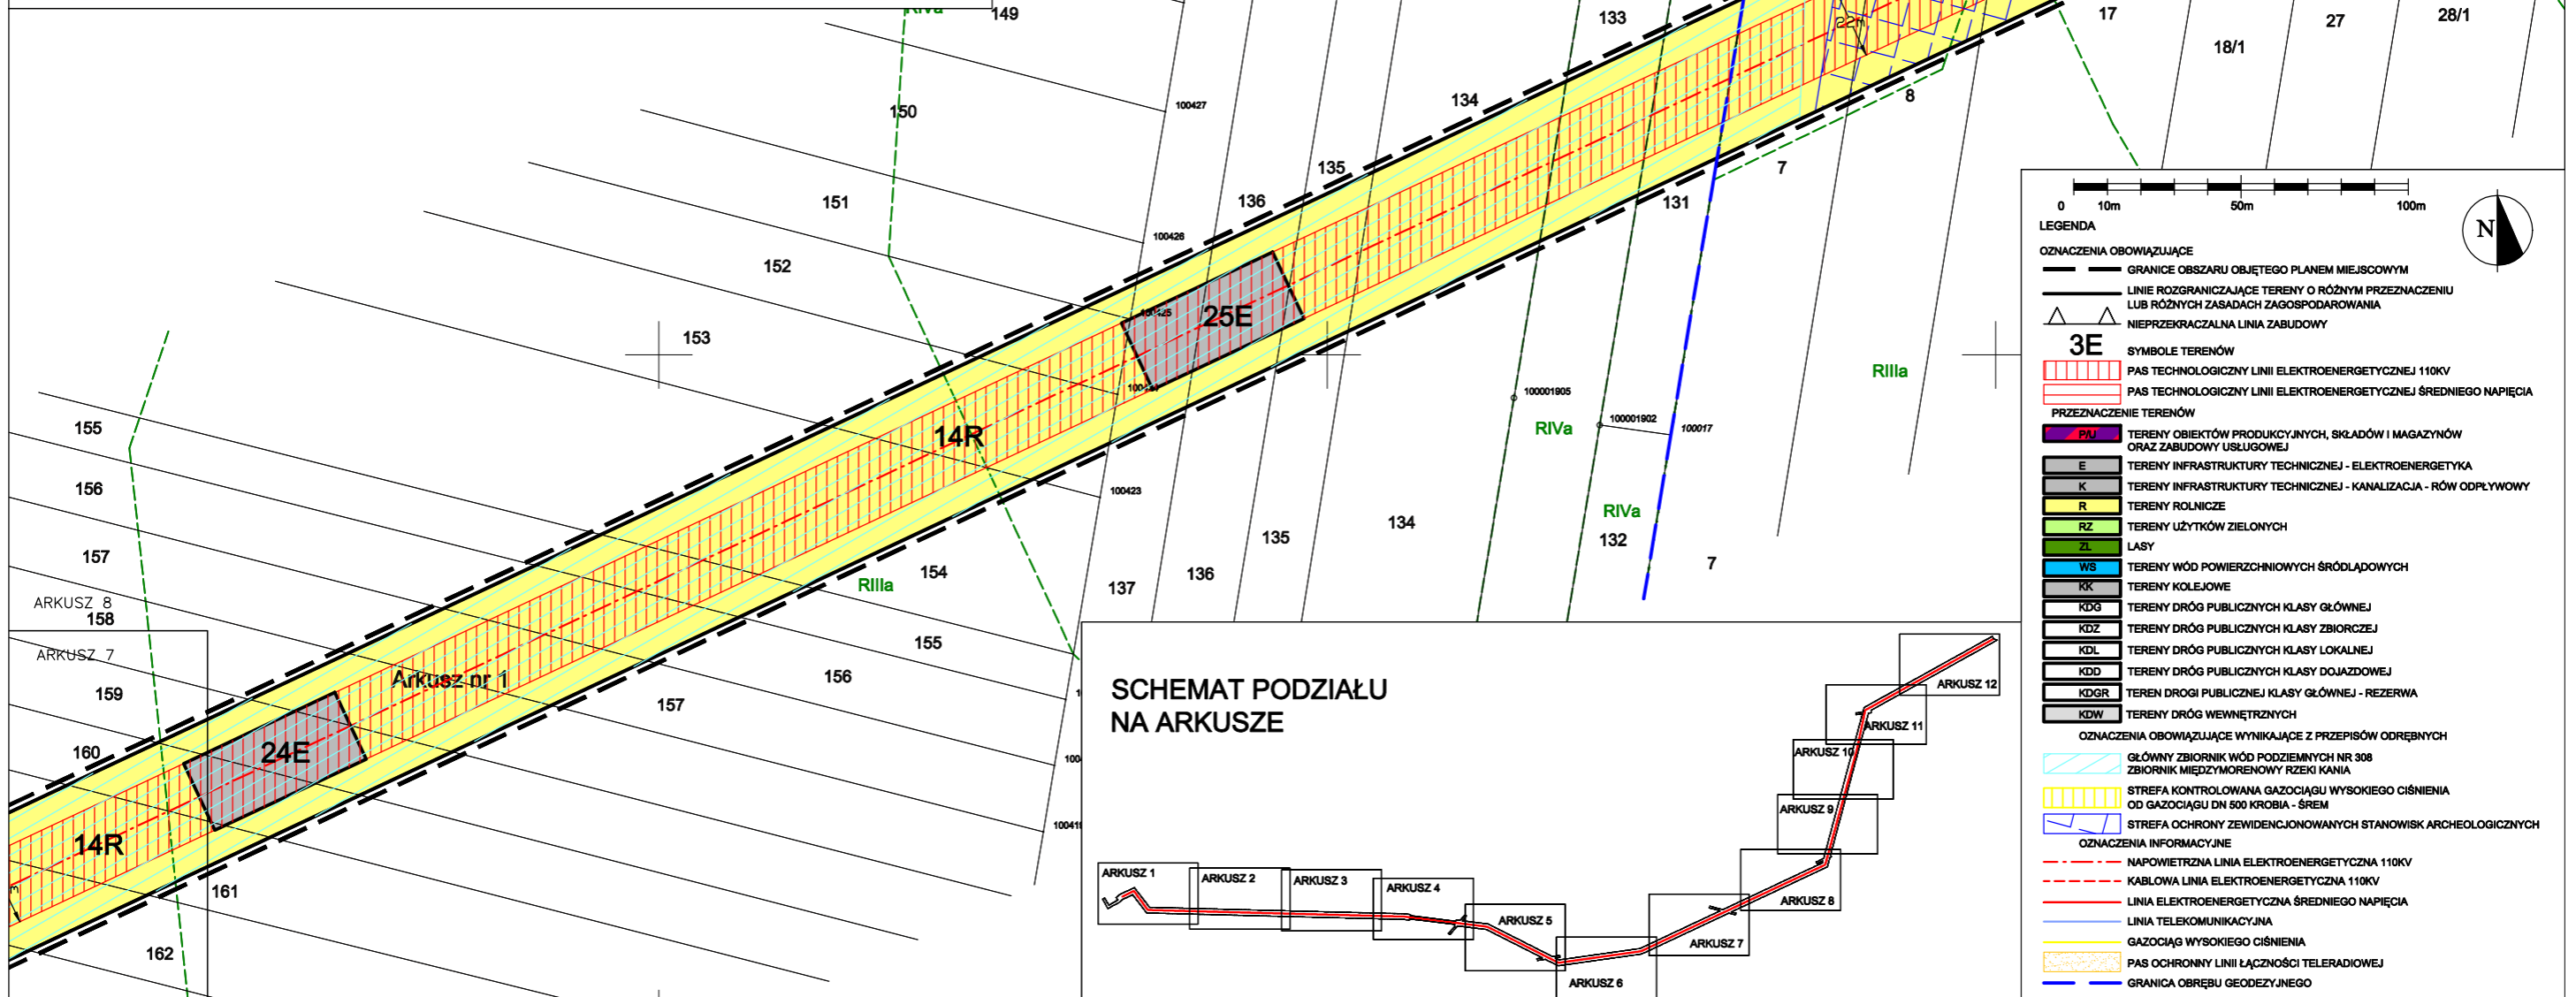 RIVa
149
133
22m
17
18/1
27
28/1
150
100427
134
8
151
100426
136
135
7
131
152
100425
25E
153
14R
100423
155
156
157
ARKUSZ 8
158
ARKUSZ 7
159
160
24E
14R
3
161
162
Arkusz nr 1
RIIIa
154
155
156
157
137
136
135
134
100001905
RIVa
100001902
100017
RIIIa
RIVa
132
7
SCHEMAT PODZIAŁU
NA ARKUSZE
ARKUSZ 1
ARKUSZ 2
ARKUSZ 3
ARKUSZ 4
ARKUSZ 5
ARKUSZ 6
ARKUSZ 7
ARKUSZ 8
ARKUSZ 9
ARKUSZ 10
ARKUSZ 11
ARKUSZ 12
0 10m 50m 100m
N
LEGENDA
OZNACZENIA OBOWIĄZUJĄCE
GRANICE OBSZARU OBJĘTEGO PLANEM MIEJSCOWYM
LINIE ROZGRANICZAJĄCE TERENY O RÓŻNYM PRZEZNACZENIU
LUB RÓŻNYCH ZASADACH ZAGOSPODAROWANIA
NIEPRZEKRACZALNA LINIA ZABUDOWY
3E SYMBOLE TERENÓW
PAS TECHNOLOGICZNY LINII ELEKTROENERGETYCZNEJ 110KV
PAS TECHNOLOGICZNY LINII ELEKTROENERGETYCZNEJ ŚREDNIEGO NAPIĘCIA
PRZEZNACZENIE TERENÓW
P/U TERENY OBIEKTÓW PRODUKCYJNYCH, SKŁADÓW I MAGAZYNÓW
ORAZ ZABUDOWY USŁUGOWEJ
E TERENY INFRASTRUKTURY TECHNICZNEJ - ELEKTROENERGETYKA
K TERENY INFRASTRUKTURY TECHNICZNEJ - KANALIZACJA - RÓW ODPŁYWOWY
R TERENY ROLNICZE
RZ TERENY UŻYTKÓW ZIELONYCH
ZL LASY
WS TERENY WÓD POWIERZCHNIOWYCH ŚRÓDLĄDOWYCH
KK TERENY KOLEJOWE
KDG TERENY DRÓG PUBLICZNYCH KLASY GŁÓWNEJ
KDZ TERENY DRÓG PUBLICZNYCH KLASY ZBIORCZEJ
KDL TERENY DRÓG PUBLICZNYCH KLASY LOKALNEJ
KDD TERENY DRÓG PUBLICZNYCH KLASY DOJAZDOWEJ
KDGR TEREN DROGI PUBLICZNEJ KLASY GŁÓWNEJ - REZERWA
KDW TERENY DRÓG WEWNĘTRZNYCH
OZNACZENIA OBOWIĄZUJĄCE WYNIKAJĄCE Z PRZEPISÓW ODRĘBNYCH
GŁÓWNY ZBIORNIK WÓD PODZIEMNYCH NR 308
ZBIORNIK MIĘDZYMORENOWY RZEKI KANIA
STREFA KONTROLOWANA GAZOCIĄGU WYSOKIEGO CIŚNIENIA
OD GAZOCIĄGU DN 500 KROBIA - ŚREM
STREFA OCHRONY ZEWIDENCJONOWANYCH STANOWISK ARCHEOLOGICZNYCH
OZNACZENIA INFORMACYJNE
NAPOWIETRZNA LINIA ELEKTROENERGETYCZNA 110KV
KABLOWA LINIA ELEKTROENERGETYCZNA 110KV
LINIA ELEKTROENERGETYCZNA ŚREDNIEGO NAPIĘCIA
LINIA TELEKOMUNIKACYJNA
GAZOCIĄG WYSOKIEGO CIŚNIENIA
PAS OCHRONNY LINII ŁĄCZNOŚCI TELERADIOWEJ
GRANICA OBRĘBU GEODEZYJNEGO